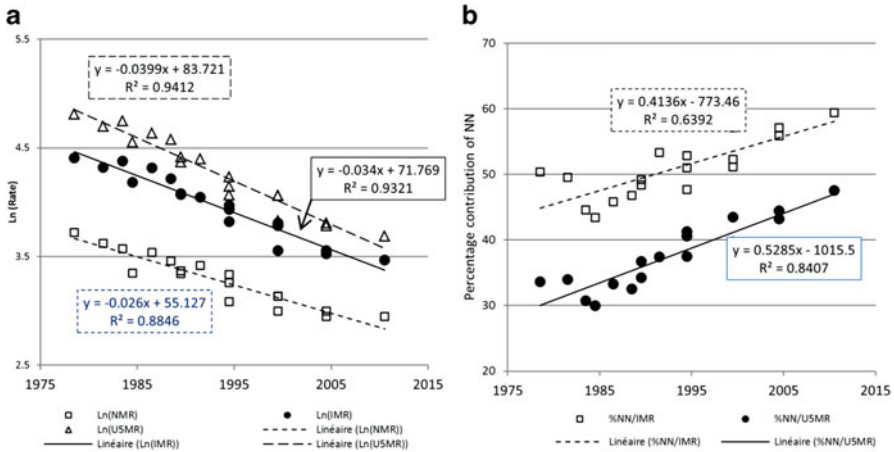 a
5.5
4.5
3.5
2.5
Ln (Rate)
y = -0.0399x + 83.721
R² = 0.9412
y = -0.034x + 71.769
R² = 0.9321
y = -0.026x + 55.127
R² = 0.8846
1975 1985 1995 2005 2015
Ln(NMR) Ln(IMR)
Ln(U5MR) Linéaire (Ln(NMR))
Linéaire (Ln(IMR)) Linéaire (Ln(U5MR))
b
70
60
50
40
30
20
Percentage contribution of NN
y = 0.4136x - 773.46
R² = 0.6392
y = 0.5285x - 1015.5
R² = 0.8407
1975 1985 1995 2005 2015
%NN/IMR %NN/U5MR
Linéaire (%NN/IMR) Linéaire (%NN/U5MR)